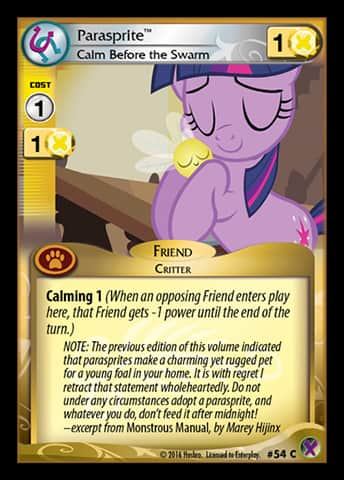 Parasprite™
Calm Before the Swarm
1
COST
1
1
FRIEND
CRITTER
Calming 1 (When an opposing Friend enters play
here, that Friend gets -1 power until the end of
the turn.)
NOTE: The previous edition of this volume indicated
that parasprites make a charming yet rugged pet
for a young foal in your home. It is with regret I
retract that statement wholeheartedly. Do not
under any circumstances adopt a parasprite, and
whatever you do, don't feed it after midnight!
–excerpt from Monstrous Manual, by Marey Hijinx
© 2016 Hasbro. Licensed to Enterplay. #54 C